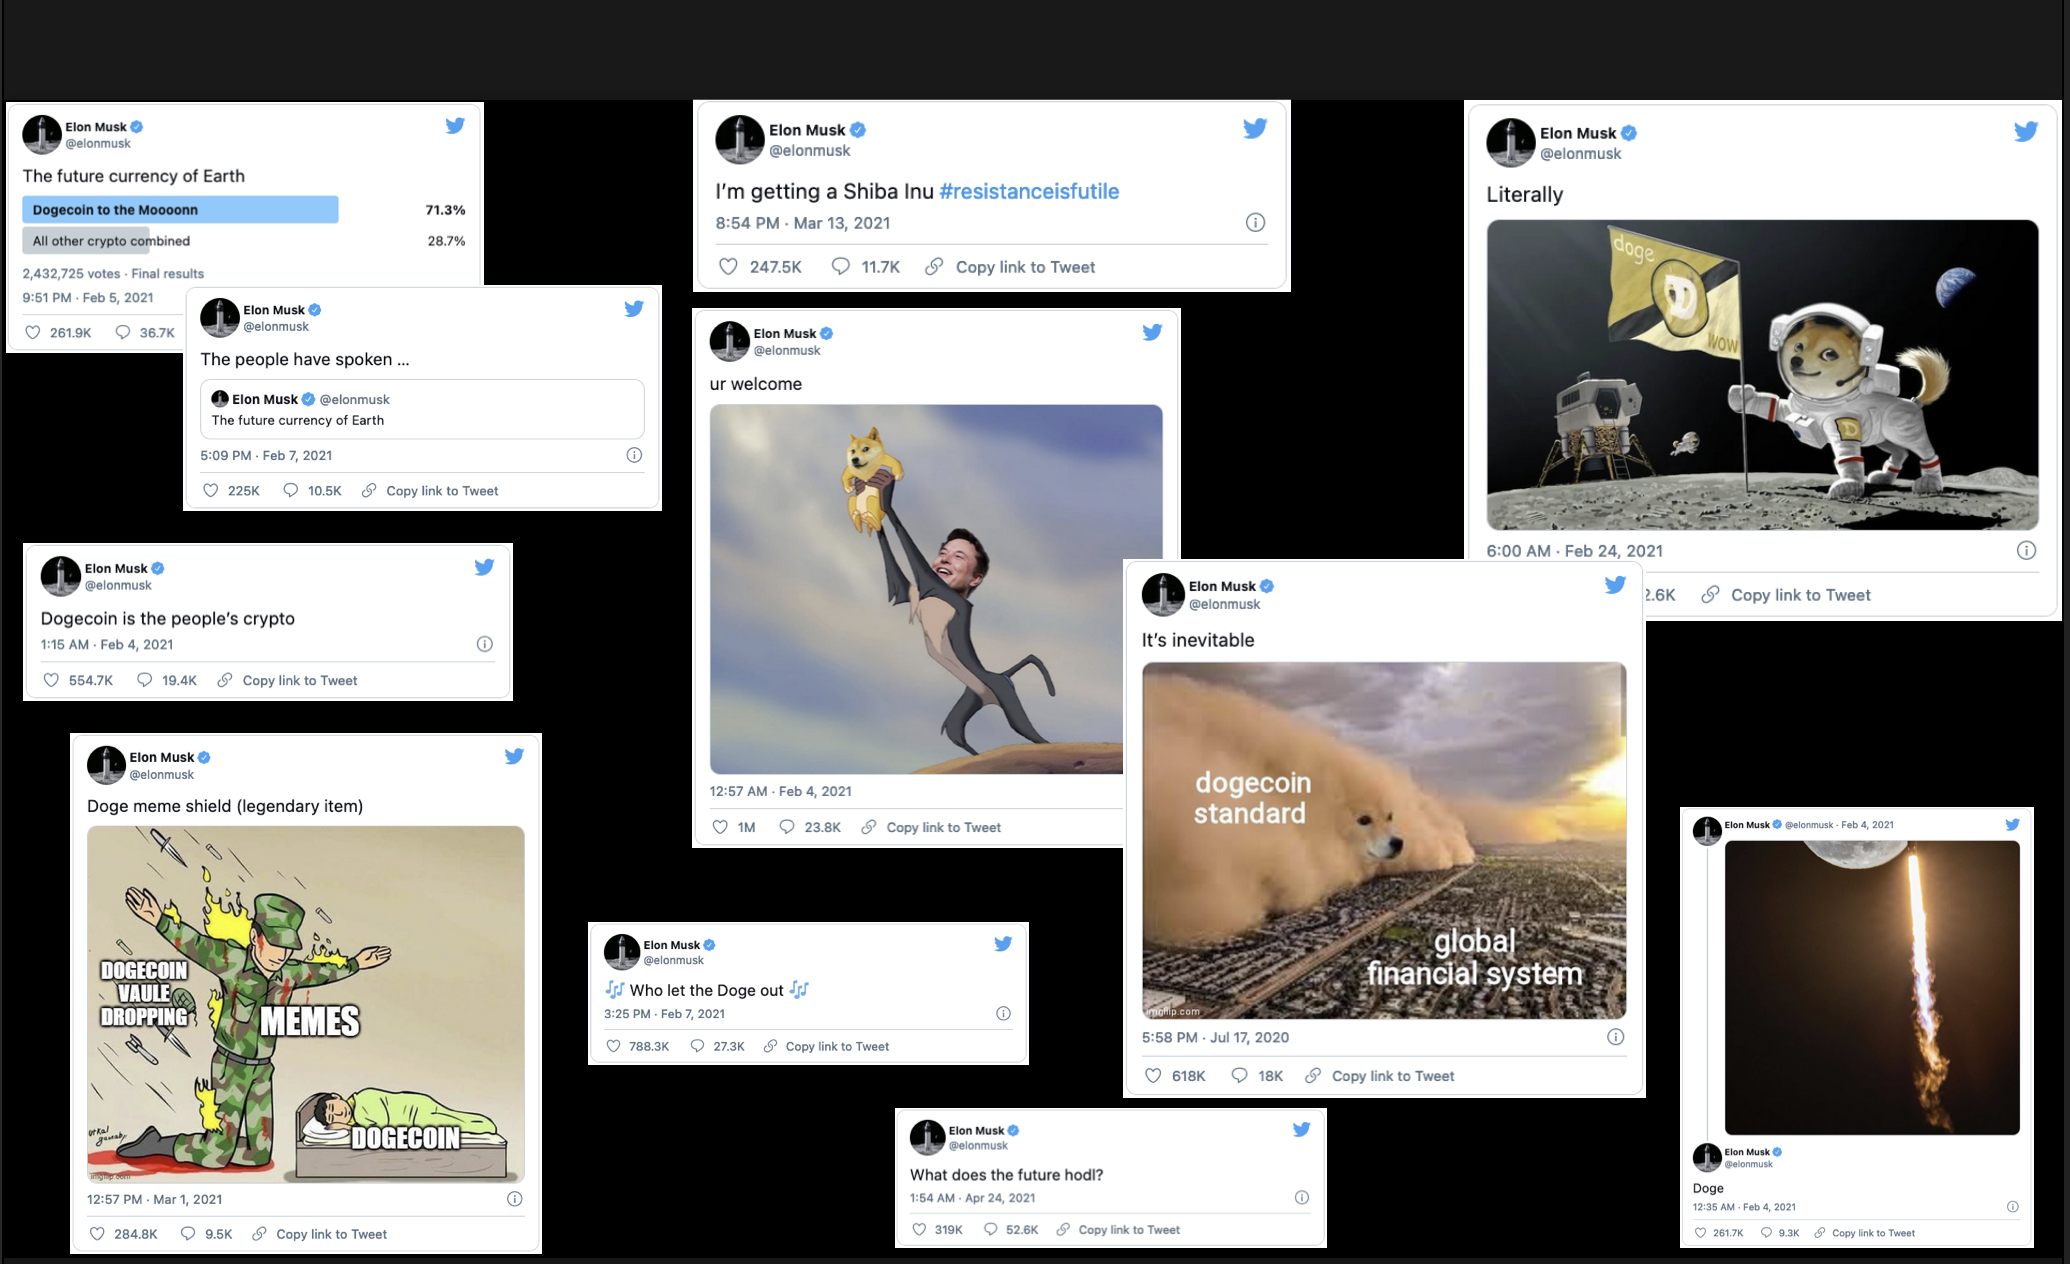 Elon Musk
@elonmusk
The future currency of Earth
Dogecoin to the Moooonn 71.3%
All other crypto combined 28.7%
2,432,725 votes · Final results
9:51 PM · Feb 5, 2021
261.9K 36.7K
Elon Musk
@elonmusk
The people have spoken ...
Elon Musk @elonmusk
The future currency of Earth
5:09 PM · Feb 7, 2021
225K 10.5K Copy link to Tweet
Elon Musk
@elonmusk
Dogecoin is the people's crypto
1:15 AM · Feb 4, 2021
554.7K 19.4K Copy link to Tweet
Elon Musk
@elonmusk
Doge meme shield (legendary item)
DOGECOIN
VAULE
DROPPING
MEMES
DOGECOIN
imgflip.com
12:57 PM · Mar 1, 2021
284.8K 9.5K Copy link to Tweet
Elon Musk
@elonmusk
I'm getting a Shiba Inu #resistanceisfutile
8:54 PM · Mar 13, 2021
247.5K 11.7K Copy link to Tweet
Elon Musk
@elonmusk
ur welcome
12:57 AM · Feb 4, 2021
1M 23.8K Copy link to Tweet
Elon Musk
@elonmusk
🎶 Who let the Doge out 🎶
3:25 PM · Feb 7, 2021
788.3K 27.3K Copy link to Tweet
Elon Musk
@elonmusk
What does the future hodl?
1:54 AM · Apr 24, 2021
319K 52.6K Copy link to Tweet
Elon Musk
@elonmusk
It's inevitable
dogecoin
standard
global
financial system
imgflip.com
5:58 PM · Jul 17, 2020
618K 18K Copy link to Tweet
Elon Musk
@elonmusk
Literally
doge
D
WOW
D
6:00 AM · Feb 24, 2021
2.6K Copy link to Tweet
Elon Musk @elonmusk · Feb 4, 2021
Elon Musk
@elonmusk
Doge
12:35 AM · Feb 4, 2021
261.7K 9.3K Copy link to Tweet